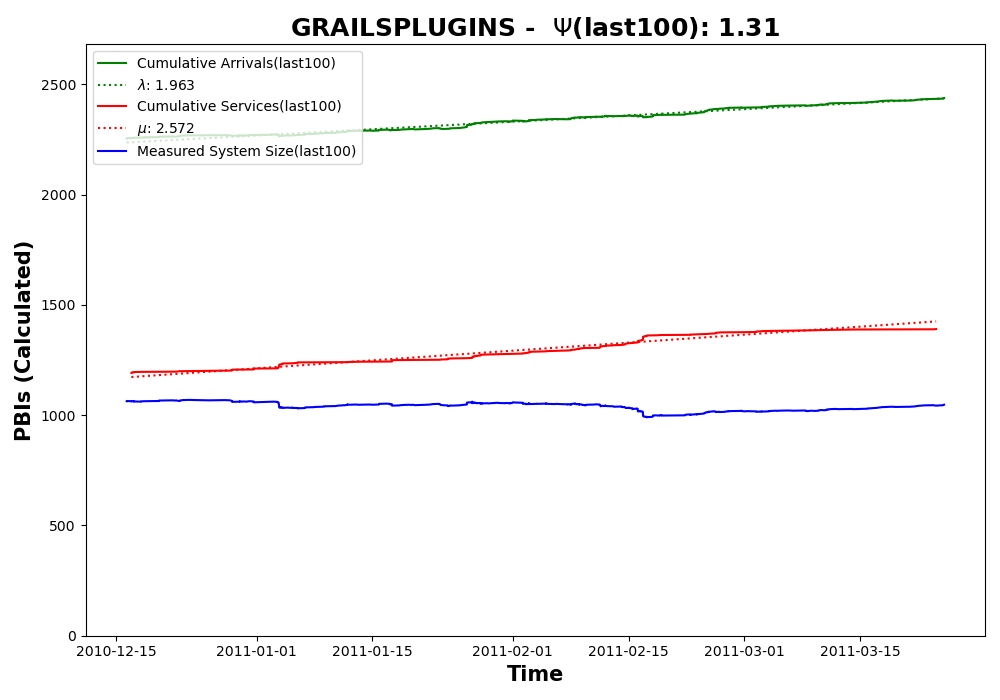 GRAILSPLUGINS - Ψ(last100): 1.31
Cumulative Arrivals(last100)
λ: 1.963
Cumulative Services(last100)
μ: 2.572
Measured System Size(last100)
PBIs (Calculated)
2500
2000
1500
1000
500
0
2010-12-15 2011-01-01 2011-01-15 2011-02-01 2011-02-15 2011-03-01 2011-03-15
Time